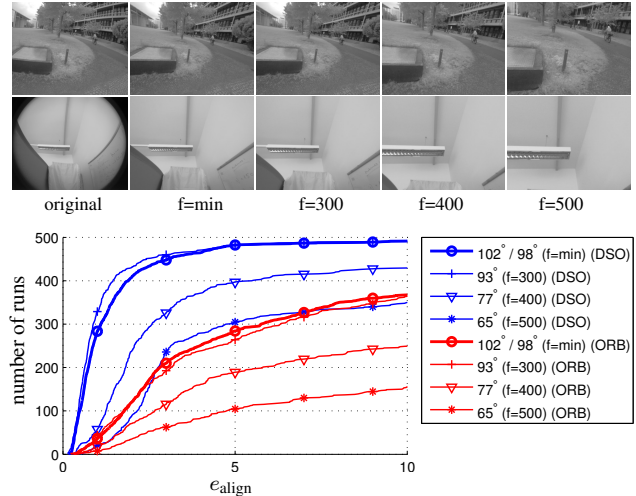 original f=min f=300 f=400 f=500
500
400
300
200
100
0
number of runs
0 5 10
e_align
102° / 98° (f=min) (DSO)
93° (f=300) (DSO)
77° (f=400) (DSO)
65° (f=500) (DSO)
102° / 98° (f=min) (ORB)
93° (f=300) (ORB)
77° (f=400) (ORB)
65° (f=500) (ORB)